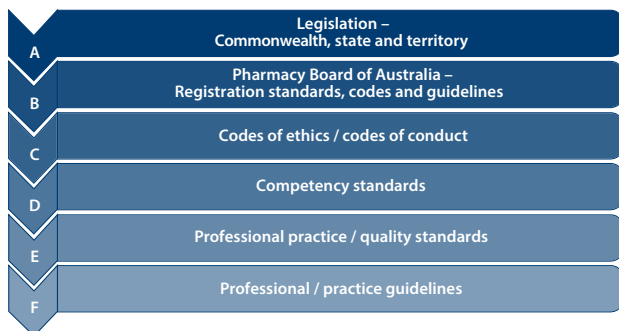 A
Legislation –
Commonwealth, state and territory
B
Pharmacy Board of Australia –
Registration standards, codes and guidelines
C
Codes of ethics / codes of conduct
D
Competency standards
E
Professional practice / quality standards
F
Professional / practice guidelines